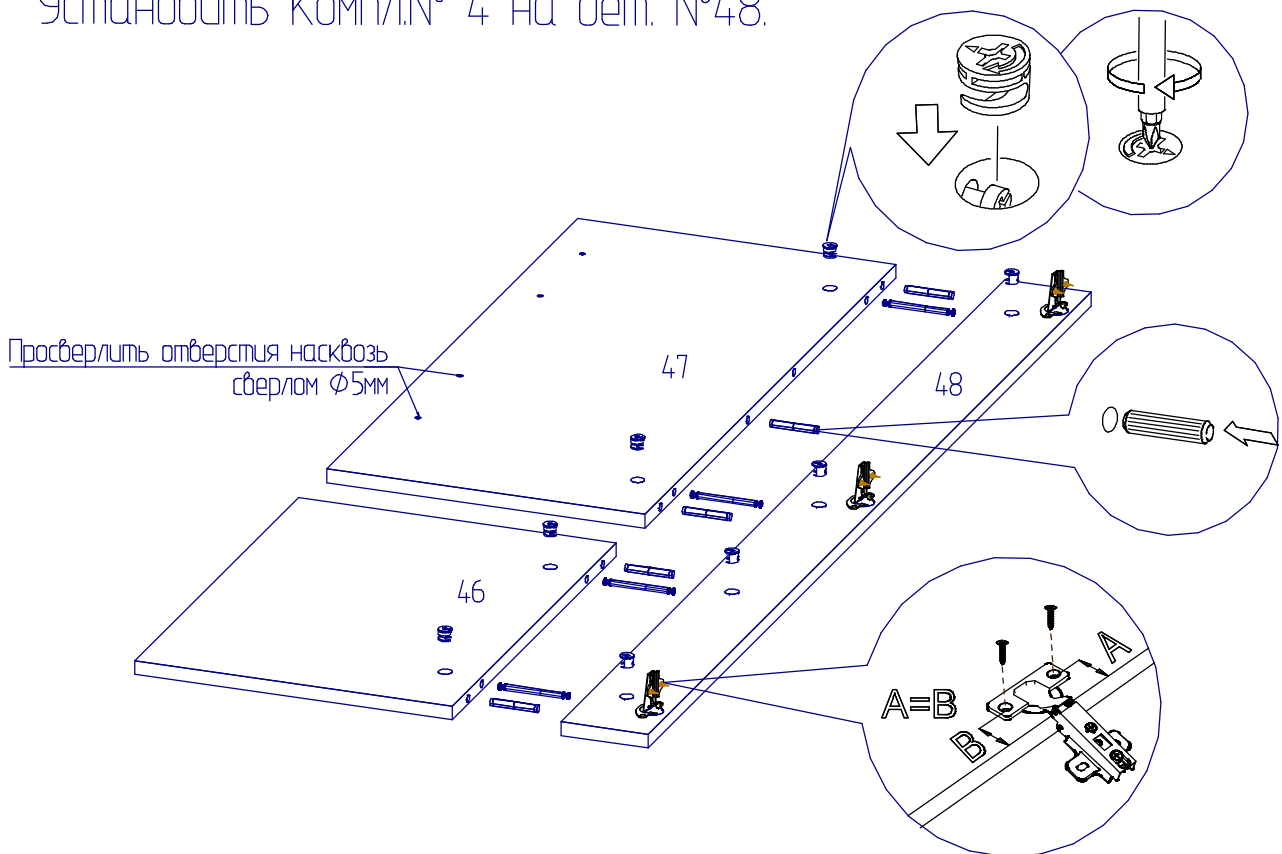 Установить Компл.№ 4 на дет. №48.
Просверлить отверстия насквозь
сверлом Ф5мм
47
48
46
A=B
A
B